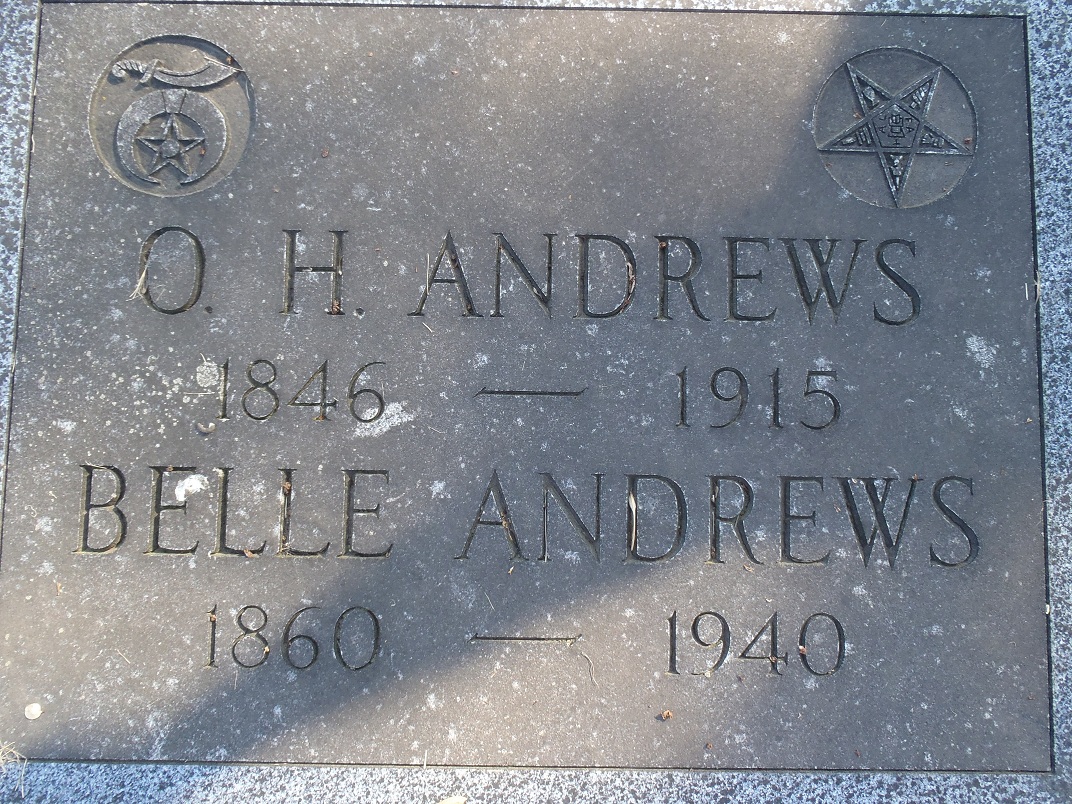 O. H. ANDREWS
1846 — 1915
BELLE ANDREWS
1860 — 1940